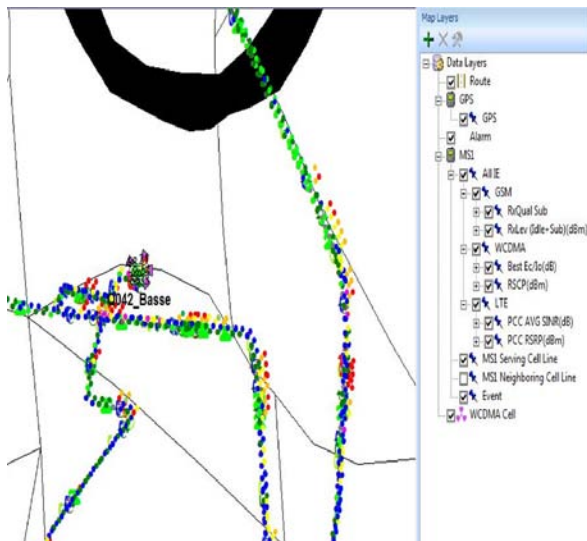 Map Layers
Data Layers
Route
GPS
GPS
Alarm
MS1
All IE
GSM
RxQual Sub
RxLev (Idle+Sub)(dBm)
WCDMA
Best Ec/Io(dB)
RSCP(dBm)
LTE
PCC AVG SINR(dB)
PCC RSRP(dBm)
MS1 Serving Cell Line
MS1 Neighboring Cell Line
Event
WCDMA Cell